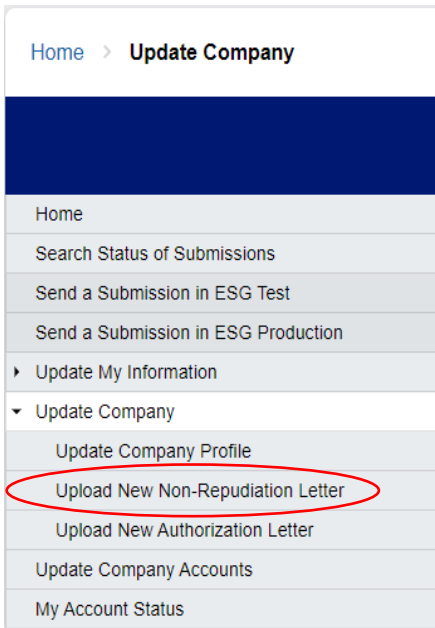 Home > Update Company
Home
Search Status of Submissions
Send a Submission in ESG Test
Send a Submission in ESG Production
Update My Information
Update Company
Update Company Profile
Upload New Non-Repudiation Letter
Upload New Authorization Letter
Update Company Accounts
My Account Status